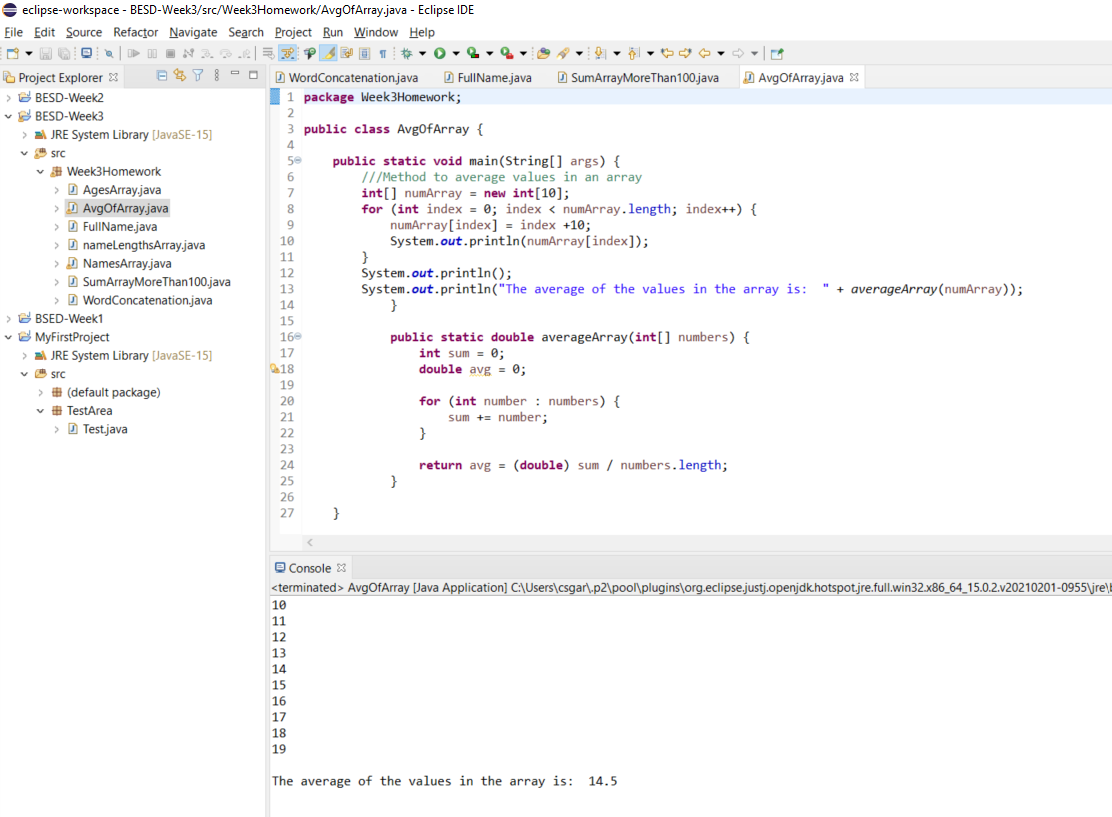 eclipse-workspace - BESD-Week3/src/Week3Homework/AvgOfArray.java - Eclipse IDE
File Edit Source Refactor Navigate Search Project Run Window Help
Project Explorer
BESD-Week2
BESD-Week3
JRE System Library [JavaSE-15]
src
Week3Homework
AgesArray.java
AvgOfArray.java
FullName.java
nameLengthsArray.java
NamesArray.java
SumArrayMoreThan100.java
WordConcatenation.java
BSED-Week1
MyFirstProject
JRE System Library [JavaSE-15]
src
(default package)
TestArea
Test.java
WordConcatenation.java FullName.java SumArrayMoreThan100.java AvgOfArray.java
1 package Week3Homework;
2
3 public class AvgOfArray {
4
5 public static void main(String[] args) {
6 ///Method to average values in an array
7 int[] numArray = new int[10];
8 for (int index = 0; index < numArray.length; index++) {
9 numArray[index] = index +10;
10 System.out.println(numArray[index]);
11 }
12 System.out.println();
13 System.out.println("The average of the values in the array is:  " + averageArray(numArray));
14 }
15
16 public static double averageArray(int[] numbers) {
17 int sum = 0;
18 double avg = 0;
19
20 for (int number : numbers) {
21 sum += number;
22 }
23
24 return avg = (double) sum / numbers.length;
25 }
26
27 }
Console
<terminated> AvgOfArray [Java Application] C:\Users\csgar\.p2\pool\plugins\org.eclipse.justj.openjdk.hotspot.jre.full.win32.x86_64_15.0.2.v20210201-0955\jre\b
10
11
12
13
14
15
16
17
18
19
The average of the values in the array is:  14.5